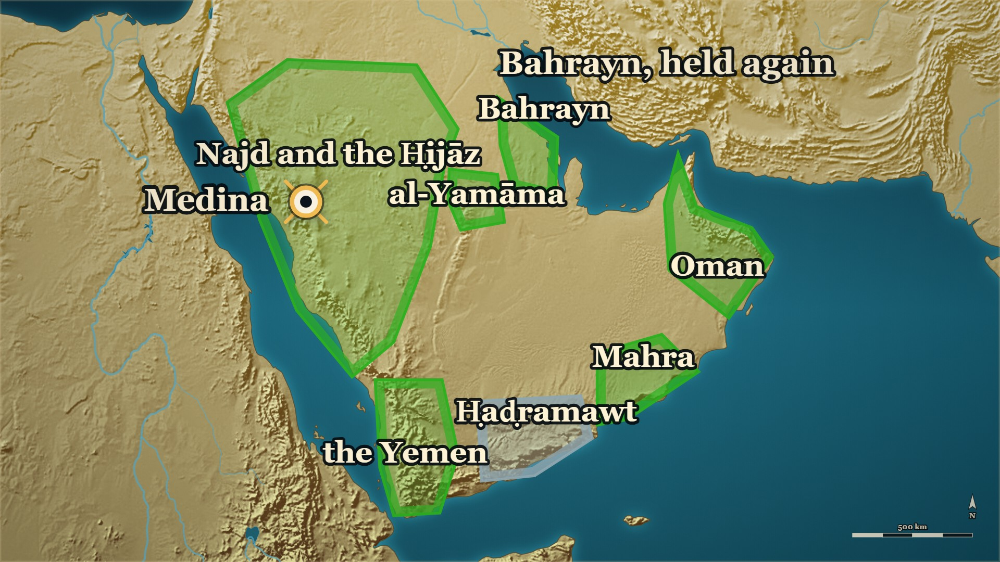 Bahrayn, held again
Bahrayn
Najd and the Ḥijāz
Medina
al-Yamāma
Oman
Mahra
Ḥaḍramawt
the Yemen
N
500 km